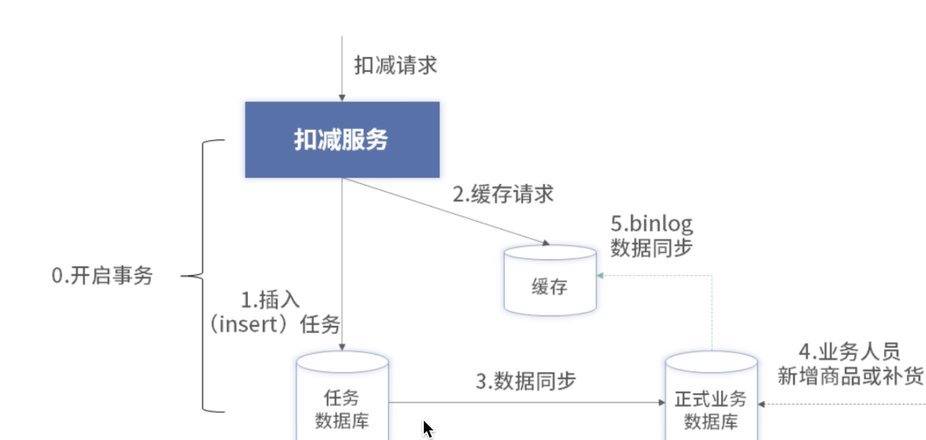 扣减请求
扣减服务
2.缓存请求
5.binlog
数据同步
0.开启事务
缓存
1.插入
（insert）任务
4.业务人员
新增商品或补货
3.数据同步
任务
数据库
正式业务
数据库